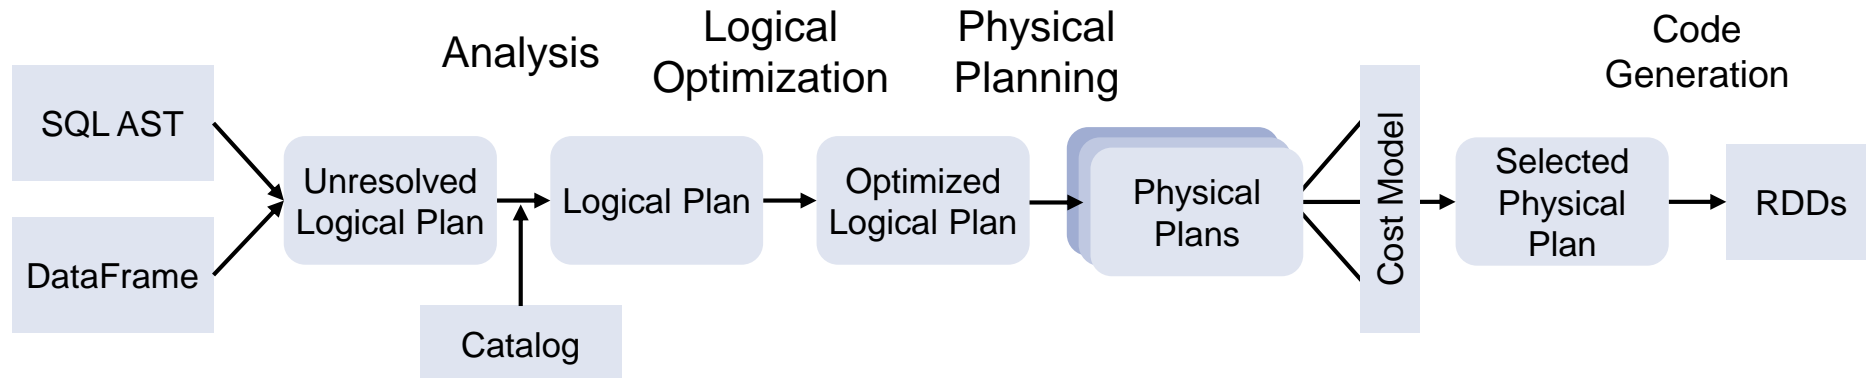 Analysis
Logical
Optimization
Physical
Planning
Code
Generation
SQL AST
DataFrame
Unresolved
Logical Plan
Catalog
Logical Plan
Optimized
Logical Plan
Physical
Plans
Cost Model
Selected
Physical
Plan
RDDs